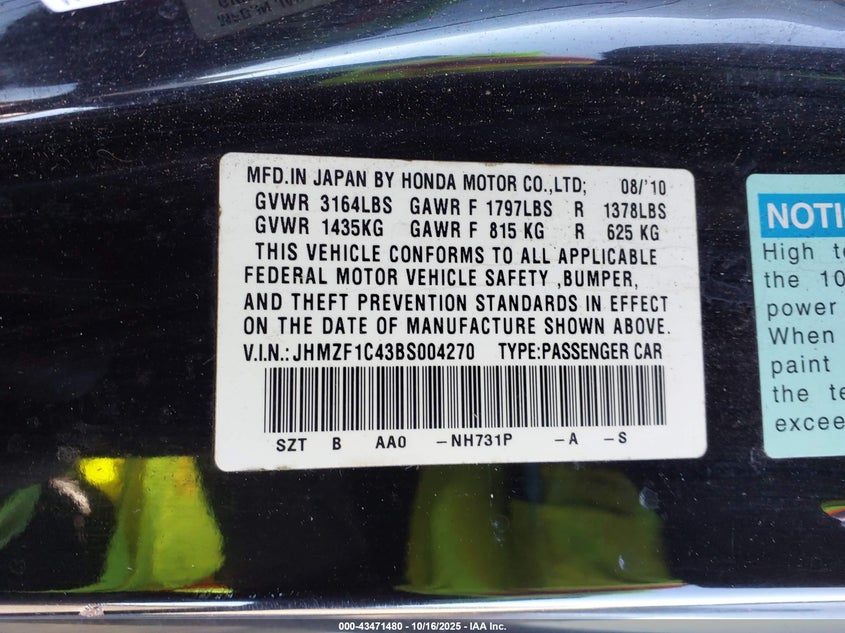 MFD.IN JAPAN BY HONDA MOTOR CO.,LTD; 08/'10
GVWR 3164LBS GAWR F 1797LBS R 1378LBS
GVWR 1435KG GAWR F 815 KG R 625 KG
THIS VEHICLE CONFORMS TO ALL APPLICABLE
FEDERAL MOTOR VEHICLE SAFETY ,BUMPER,
AND THEFT PREVENTION STANDARDS IN EFFECT
ON THE DATE OF MANUFACTURE SHOWN ABOVE.
V.I.N.:JHMZF1C43BS004270 TYPE:PASSENGER CAR
SZT B AA0 -NH731P -A -S
High
the 10
power
When
paint
the
000-43471480 - 10/16/2025 - IAA Inc.